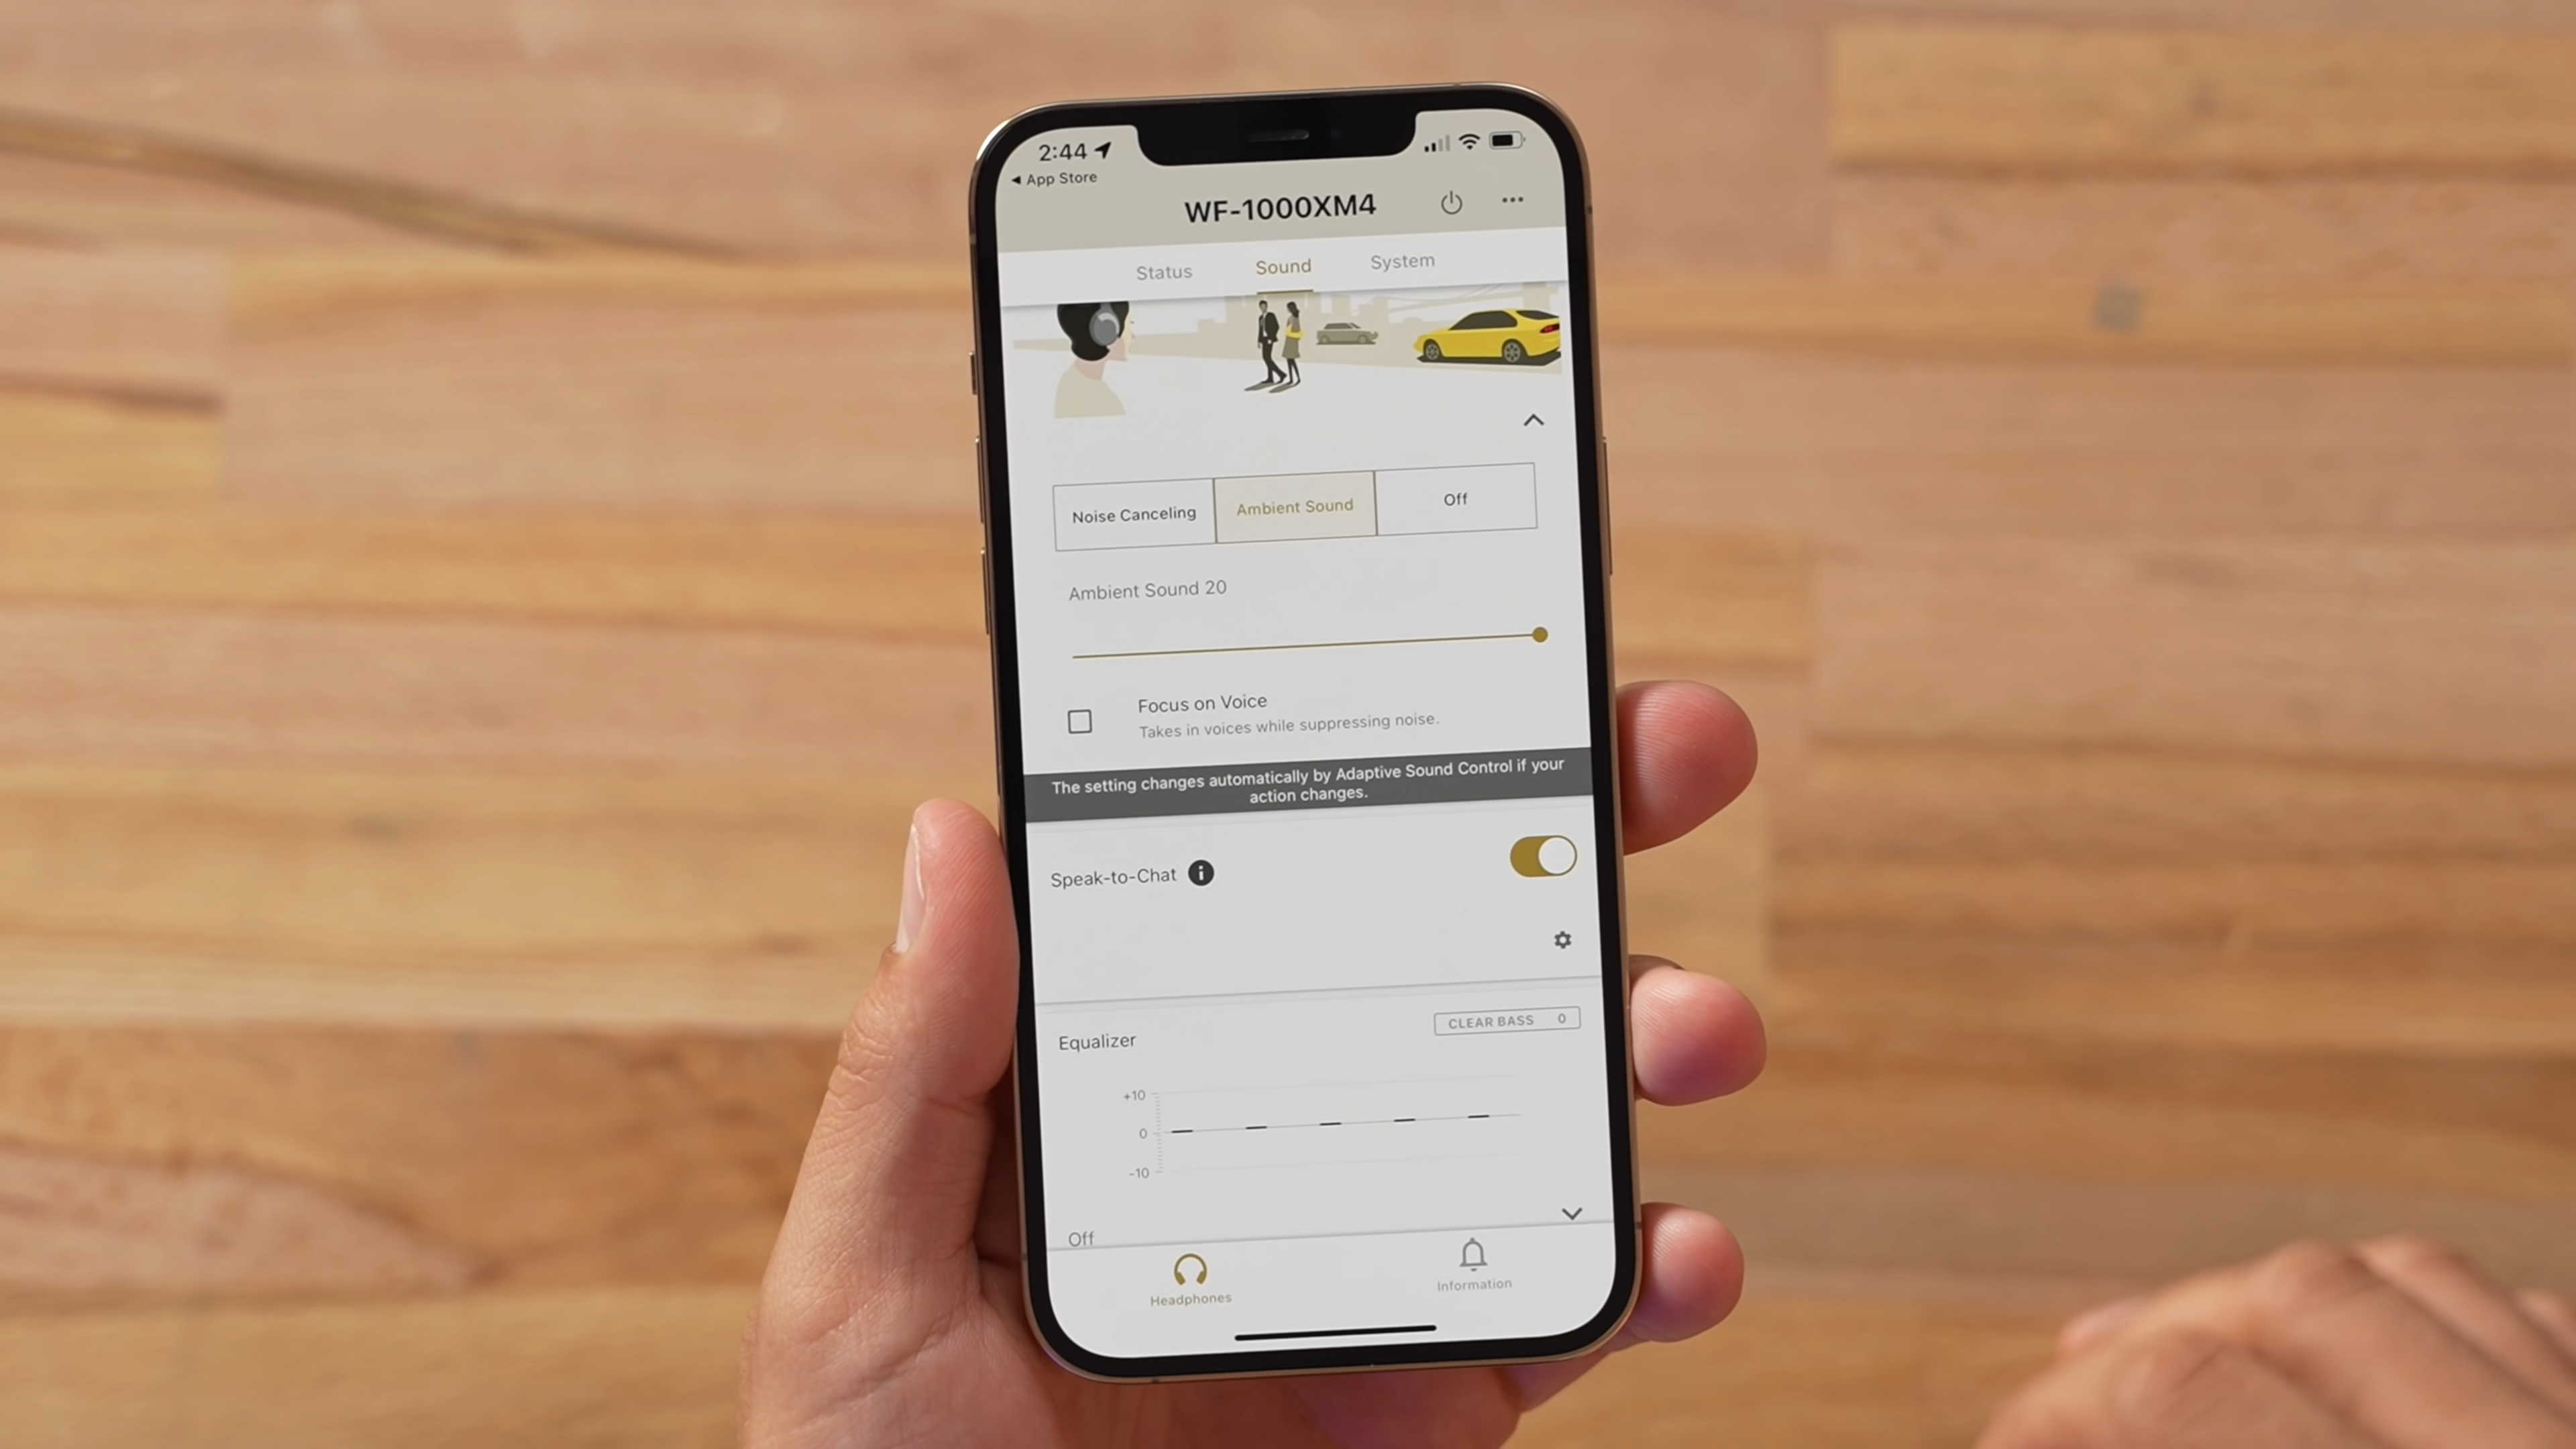 2:44
◀ App Store
WF-1000XM4
Status Sound System
Noise Canceling Ambient Sound Off
Ambient Sound 20
Focus on Voice
Takes in voices while suppressing noise.
The setting changes automatically by Adaptive Sound Control if your
action changes.
Speak-to-Chat
Equalizer
CLEAR BASS 0
+10
0
-10
Off
Headphones Information